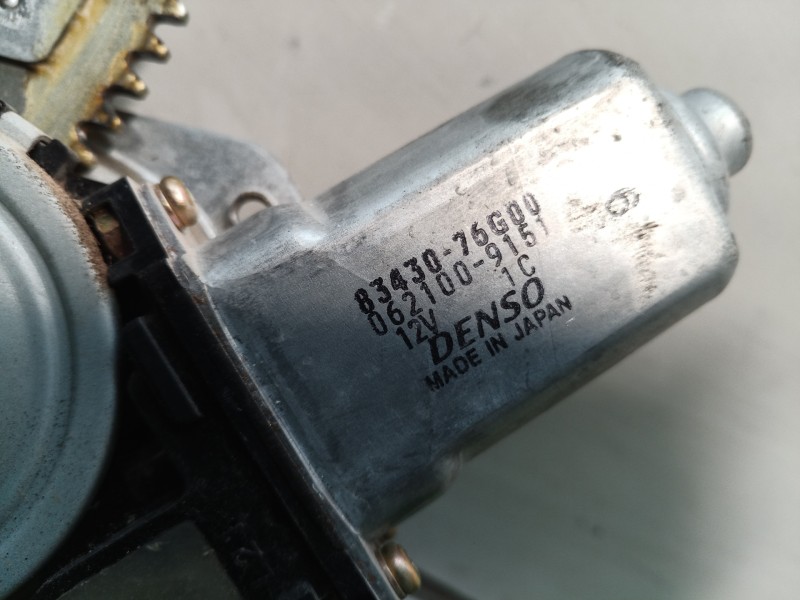 83430-76G00
062100-9151
12V 1C
DENSO
MADE IN JAPAN